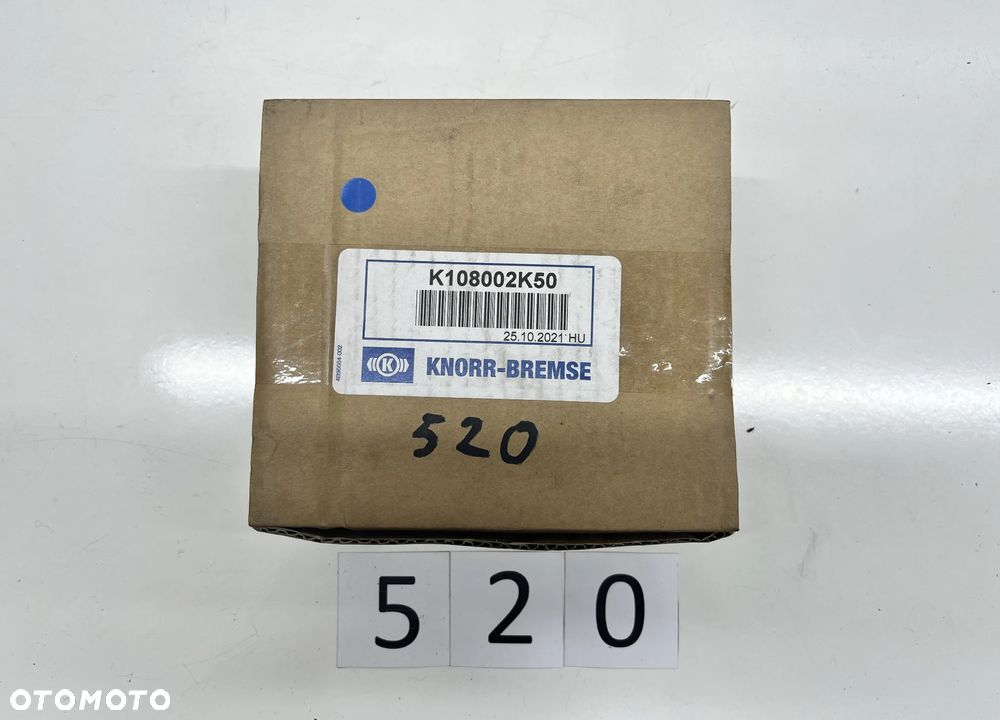 K108002K50
25.10.2021 HU
KNORR-BREMSE
520
5 2 0
OTOMOTO